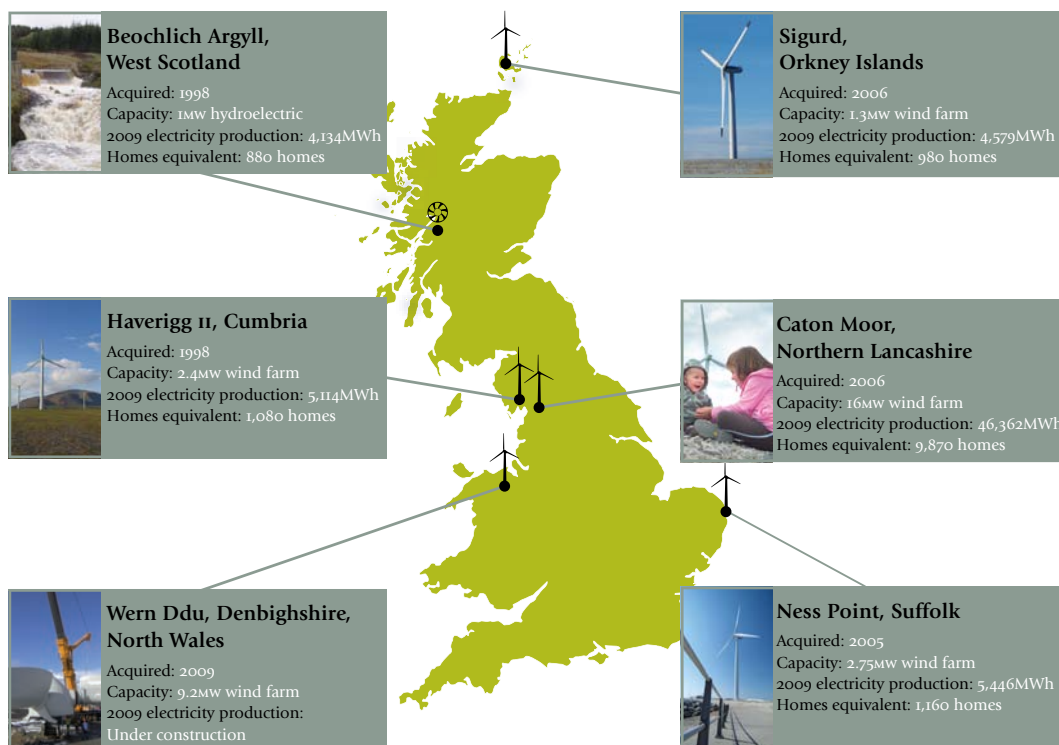 Beochlich Argyll,
West Scotland
Acquired: 1998
Capacity: 1MW hydroelectric
2009 electricity production: 4,134MWh
Homes equivalent: 880 homes
Sigurd,
Orkney Islands
Acquired: 2006
Capacity: 1.3MW wind farm
2009 electricity production: 4,579MWh
Homes equivalent: 980 homes
Haverigg II, Cumbria
Acquired: 1998
Capacity: 2.4MW wind farm
2009 electricity production: 5,114MWh
Homes equivalent: 1,080 homes
Caton Moor,
Northern Lancashire
Acquired: 2006
Capacity: 16MW wind farm
2009 electricity production: 46,362MWh
Homes equivalent: 9,870 homes
Wern Ddu, Denbighshire,
North Wales
Acquired: 2009
Capacity: 9.2MW wind farm
2009 electricity production:
Under construction
Ness Point, Suffolk
Acquired: 2005
Capacity: 2.75MW wind farm
2009 electricity production: 5,446MWh
Homes equivalent: 1,160 homes